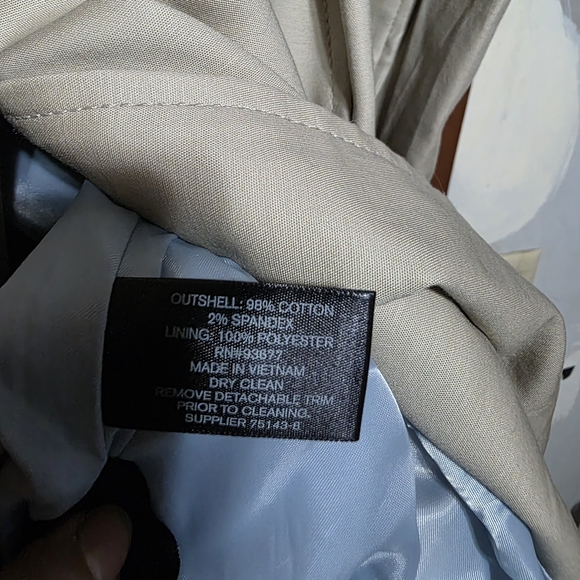 OUTSHELL: 98% COTTON
2% SPANDEX
LINING: 100% POLYESTER
RN#93677
MADE IN VIETNAM
DRY CLEAN
REMOVE DETACHABLE TRIM
PRIOR TO CLEANING.
SUPPLIER 75143-8